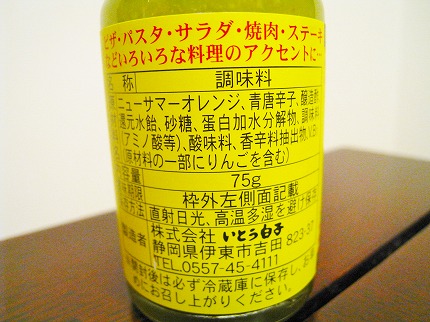 ピザ・パスタ・サラダ・焼肉・ステーキ
などいろいろな料理のアクセントに
名 称 調味料
ニューサマーオレンジ、青唐辛子、醸造酢、
還元水飴、砂糖、蛋白加水分解物、調味料
(アミノ酸等)、酸味料、香辛料抽出物、V.B
原材料の一部にりんごを含む)
容量 75g
期限 枠外左側面記載
方法 直射日光、高温多湿を避け保
製造者 株式会社 いとう白子
静岡県伊東市吉田 823-37
TEL.0557-45-4111
開封後は必ず冷蔵庫に保存し、お
めにお召し上がりください。